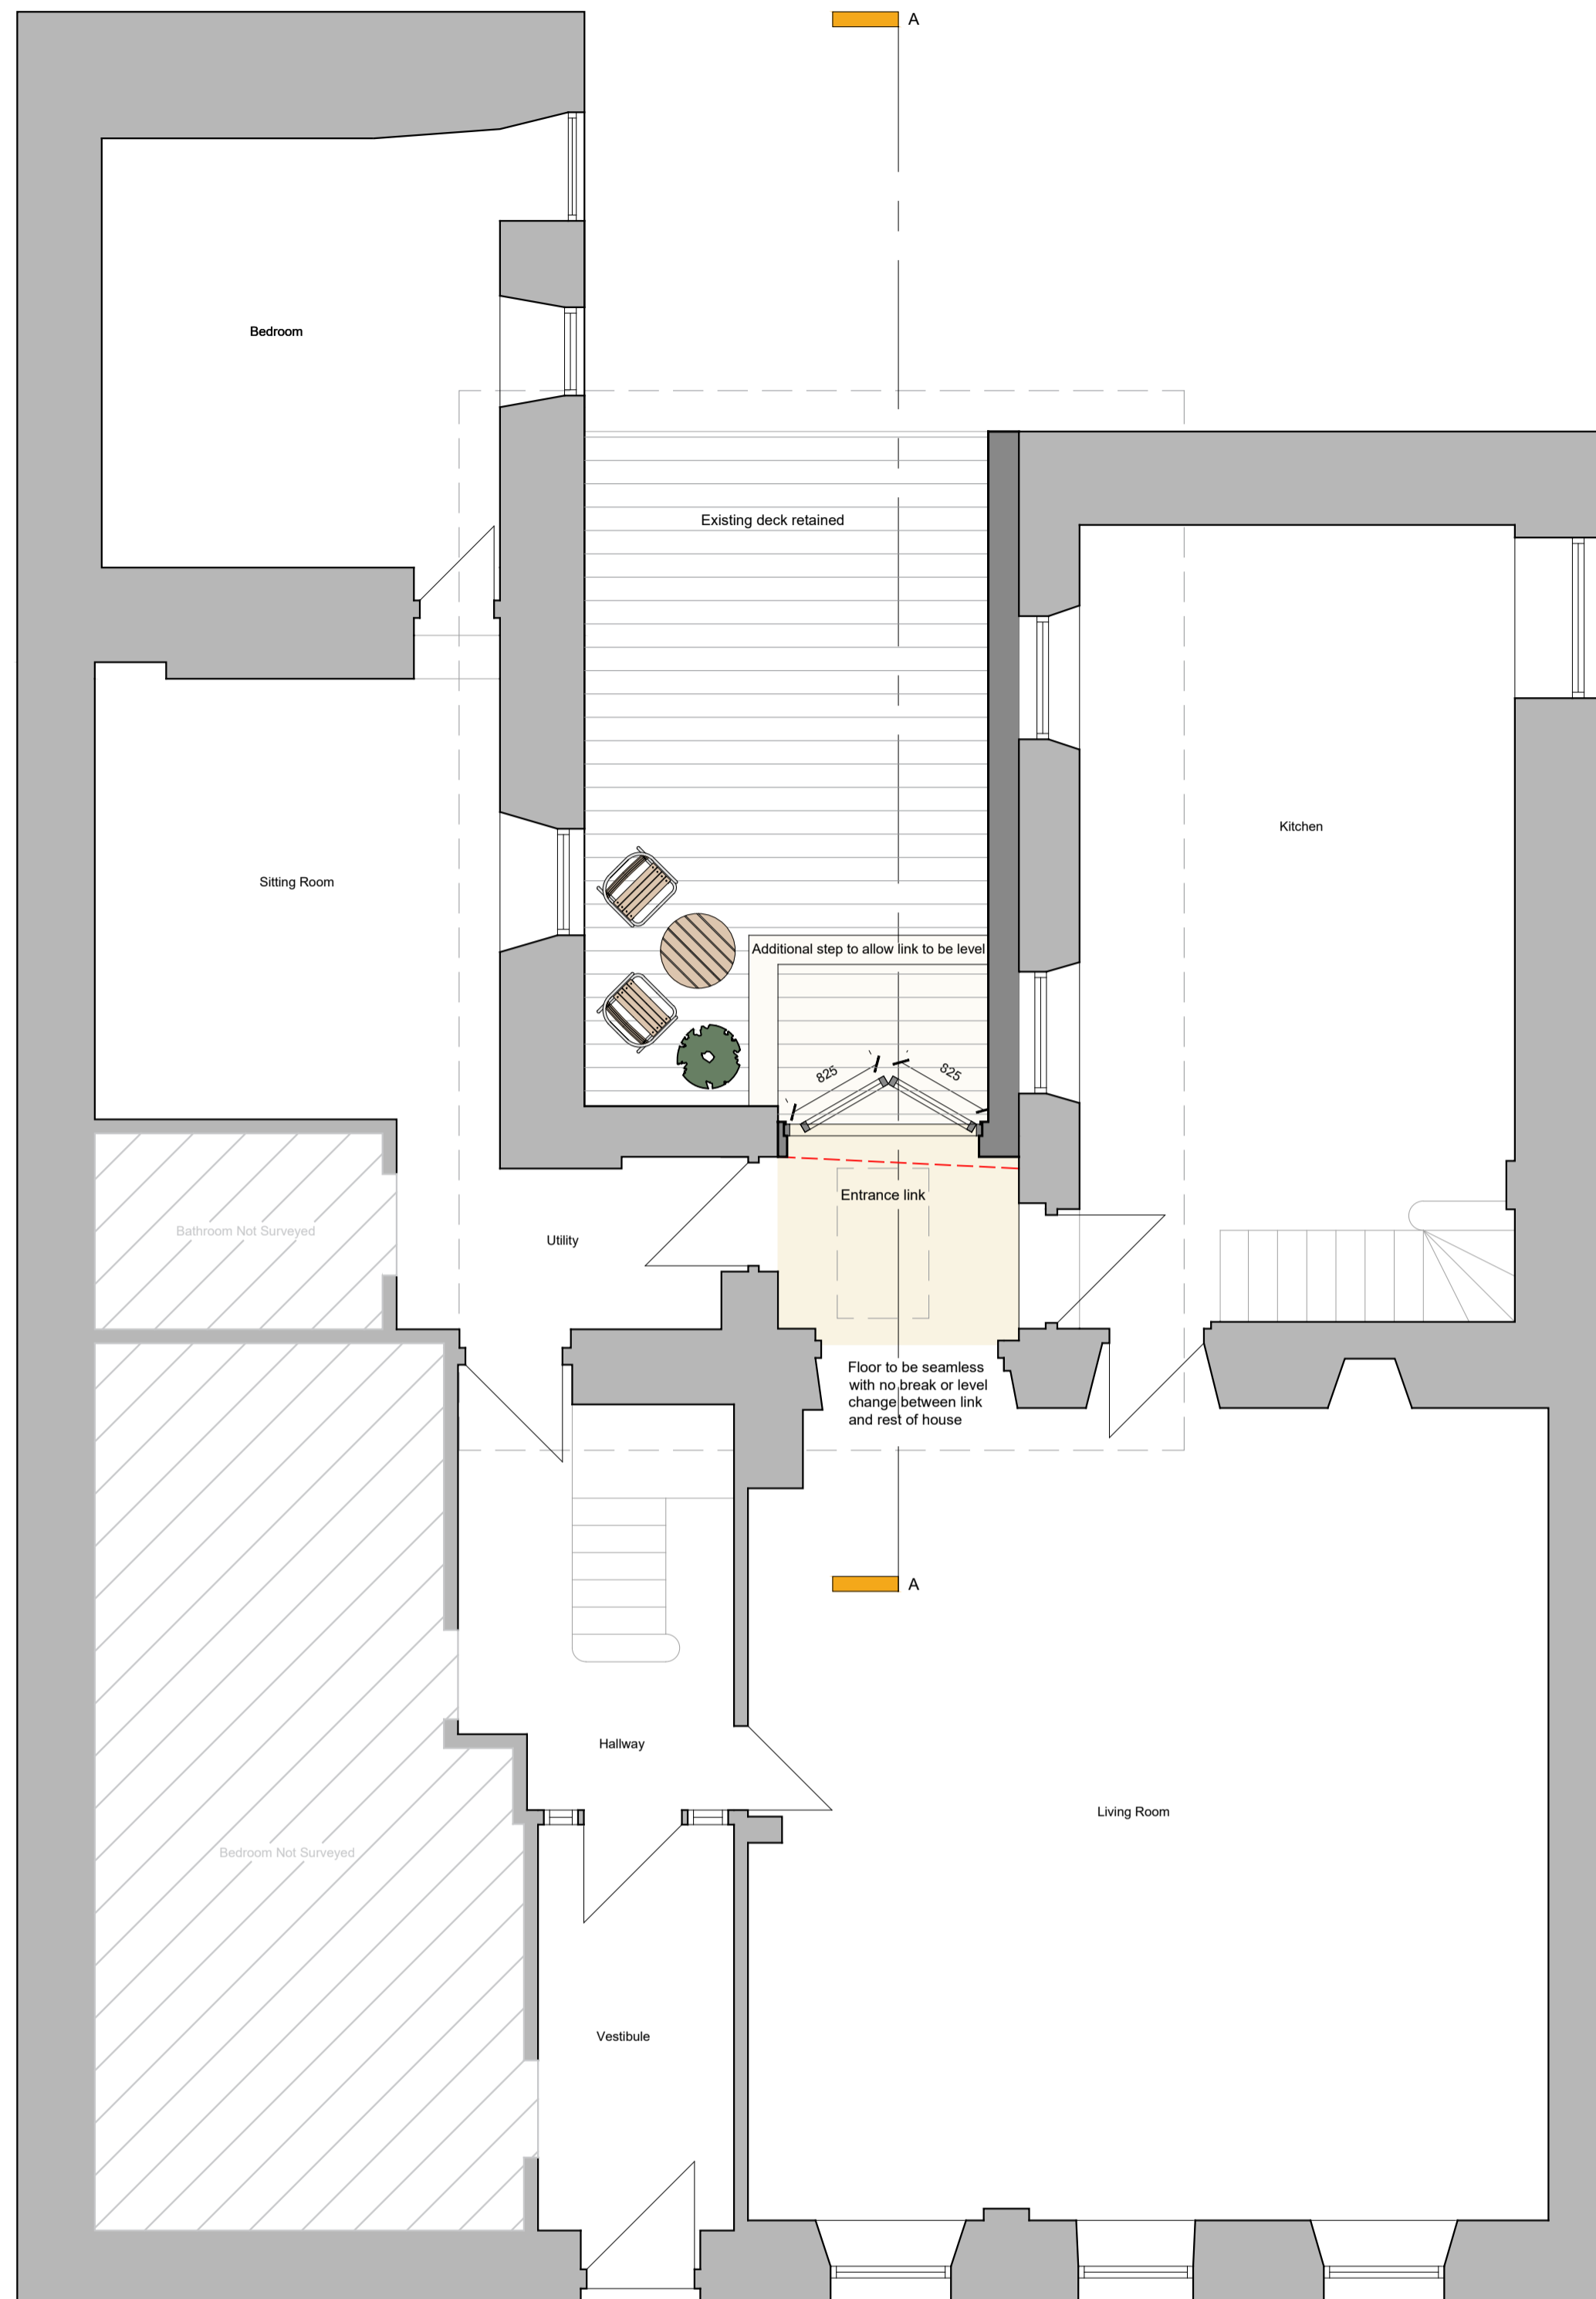 A
Bedroom
Existing deck retained
Kitchen
Sitting Room
Additional step to allow link to be level
825
825
Entrance link
Bathroom Not Surveyed
Utility
Floor to be seamless
with no break or level
change between link
and rest of house
A
Hallway
Living Room
Bedroom Not Surveyed
Vestibule